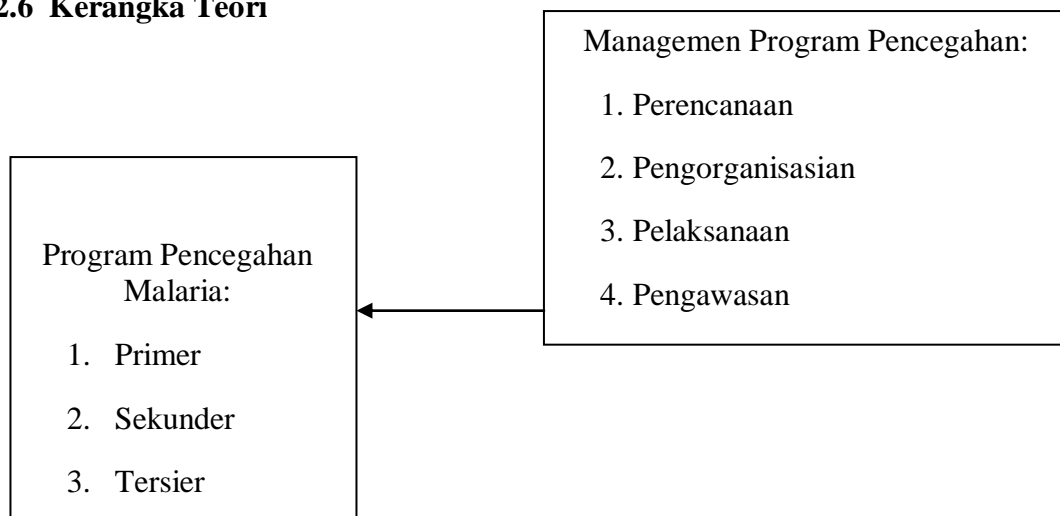 2.6 Kerangka Teori
Managemen Program Pencegahan:
1. Perencanaan
2. Pengorganisasian
3. Pelaksanaan
4. Pengawasan
Program Pencegahan
Malaria:
1. Primer
2. Sekunder
3. Tersier